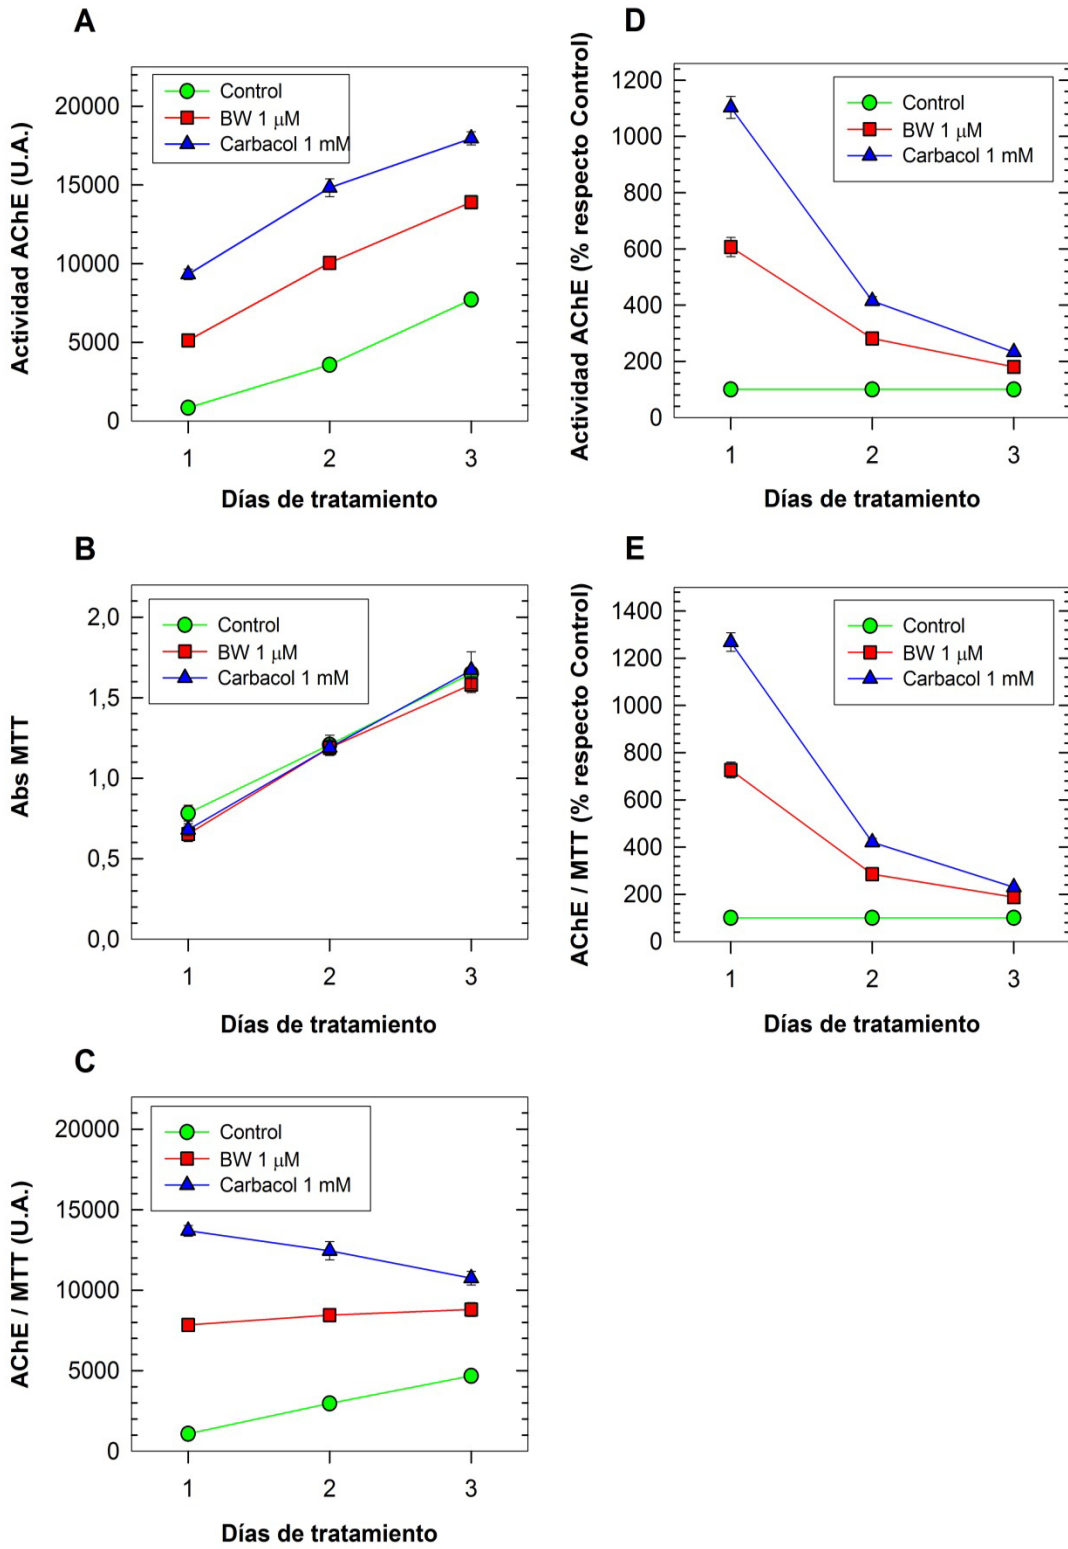 A
Actividad AChE (U.A.)
20000
15000
10000
5000
0
Control
BW 1 μM
Carbacol 1 mM
1 2 3
Días de tratamiento
D
Actividad AChE (% respecto Control)
1200
1000
800
600
400
200
0
Control
BW 1 μM
Carbacol 1 mM
1 2 3
Días de tratamiento
B
Abs MTT
2,0
1,5
1,0
0,5
0,0
Control
BW 1 μM
Carbacol 1 mM
1 2 3
Días de tratamiento
E
AChE / MTT (% respecto Control)
1400
1200
1000
800
600
400
200
0
Control
BW 1 μM
Carbacol 1 mM
1 2 3
Días de tratamiento
C
AChE / MTT (U.A.)
20000
15000
10000
5000
0
Control
BW 1 μM
Carbacol 1 mM
1 2 3
Días de tratamiento